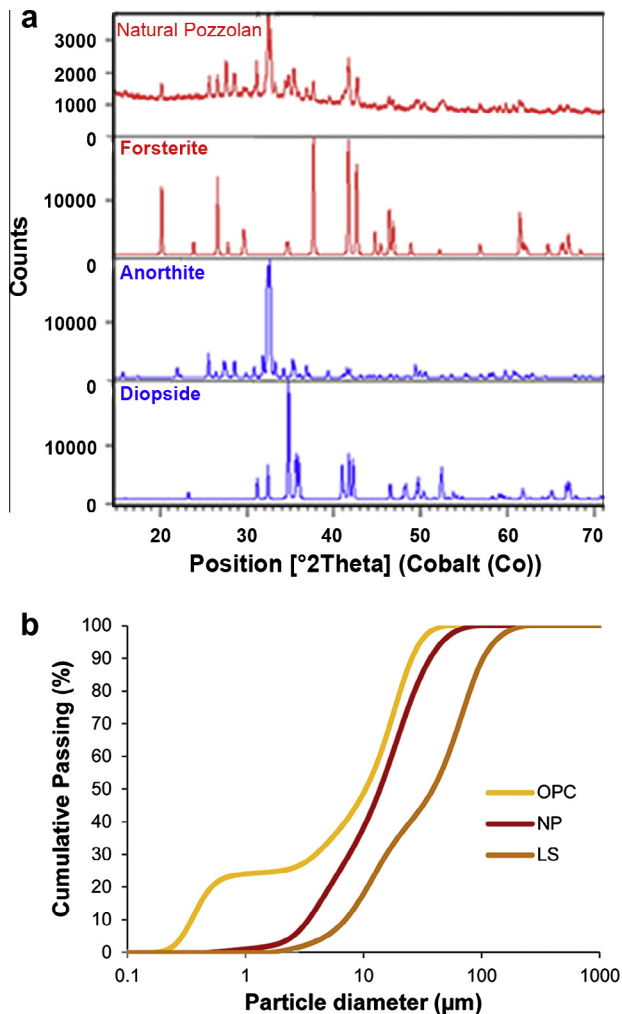 a
Natural Pozzolan
3000
2000
1000
0
Forsterite
10000
0
Anorthite
10000
0
Diopside
10000
0
Counts
20 30 40 50 60 70
Position [°2Theta] (Cobalt (Co))
b
100
90
80
70
60
50
40
30
20
10
0
Cumulative Passing (%)
OPC
NP
LS
0.1 1 10 100 1000
Particle diameter (µm)